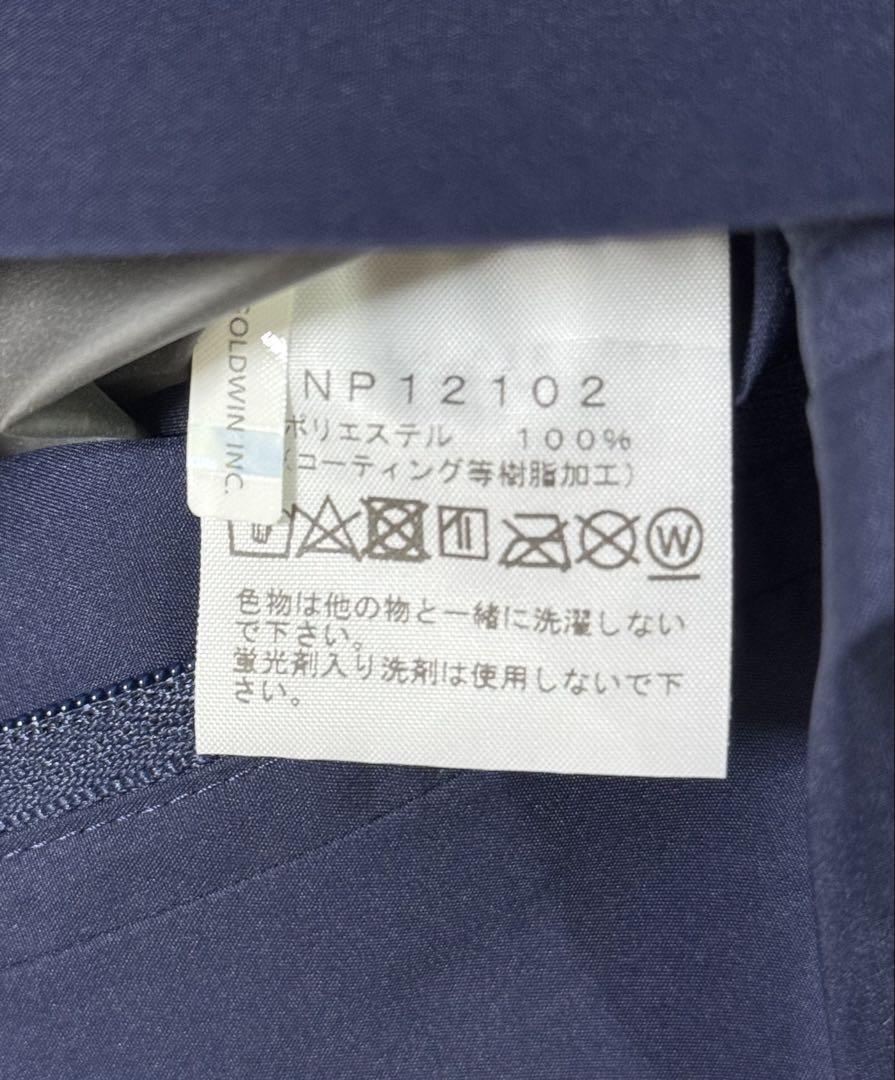 NP12102
ポリエステル 100%
(コーティング等樹脂加工)
W
色物は他の物と一緒に洗濯しない
で下さい。
蛍光剤入り洗剤は使用しないで下
さい。
OLDWIN INC.